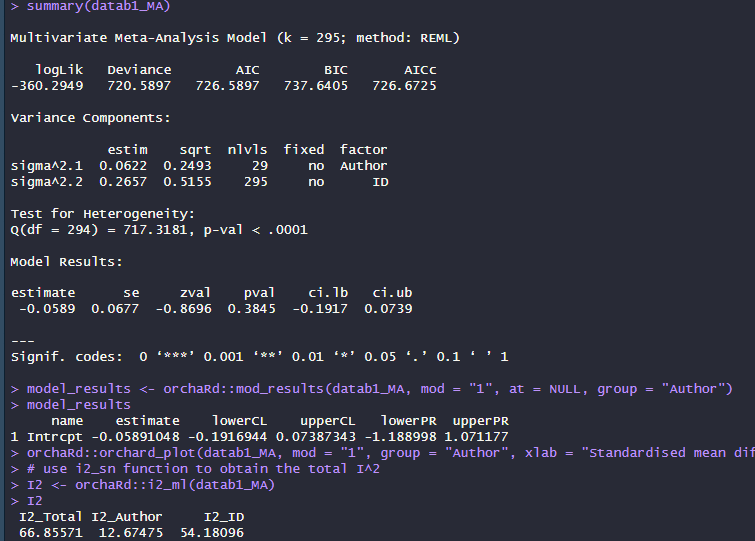 > summary(datab1_MA)
Multivariate Meta-Analysis Model (k = 295; method: REML)
logLik Deviance AIC BIC AICc
-360.2949 720.5897 726.5897 737.6405 726.6725
Variance Components:
estim sqrt nlvls fixed factor
sigma^2.1 0.0622 0.2493 29 no Author
sigma^2.2 0.2657 0.5155 295 no ID
Test for Heterogeneity:
Q(df = 294) = 717.3181, p-val < .0001
Model Results:
estimate se zval pval ci.lb ci.ub
-0.0589 0.0677 -0.8696 0.3845 -0.1917 0.0739
---
Signif. codes: 0 ‘***’ 0.001 ‘**’ 0.01 ‘*’ 0.05 ‘.’ 0.1 ‘ ’ 1
> model_results <- orchaRd::mod_results(datab1_MA, mod = "1", at = NULL, group = "Author")
> model_results
name estimate lowerCL upperCL lowerPR upperPR
1 Intrcpt -0.05891048 -0.1916944 0.07387343 -1.188998 1.071177
> orchaRd::orchard_plot(datab1_MA, mod = "1", group = "Author", xlab = "Standardised mean dif
> # use i2_sn function to obtain the total I^2
> I2 <- orchaRd::i2_ml(datab1_MA)
> I2
I2_Total I2_Author I2_ID
66.85571 12.67475 54.18096